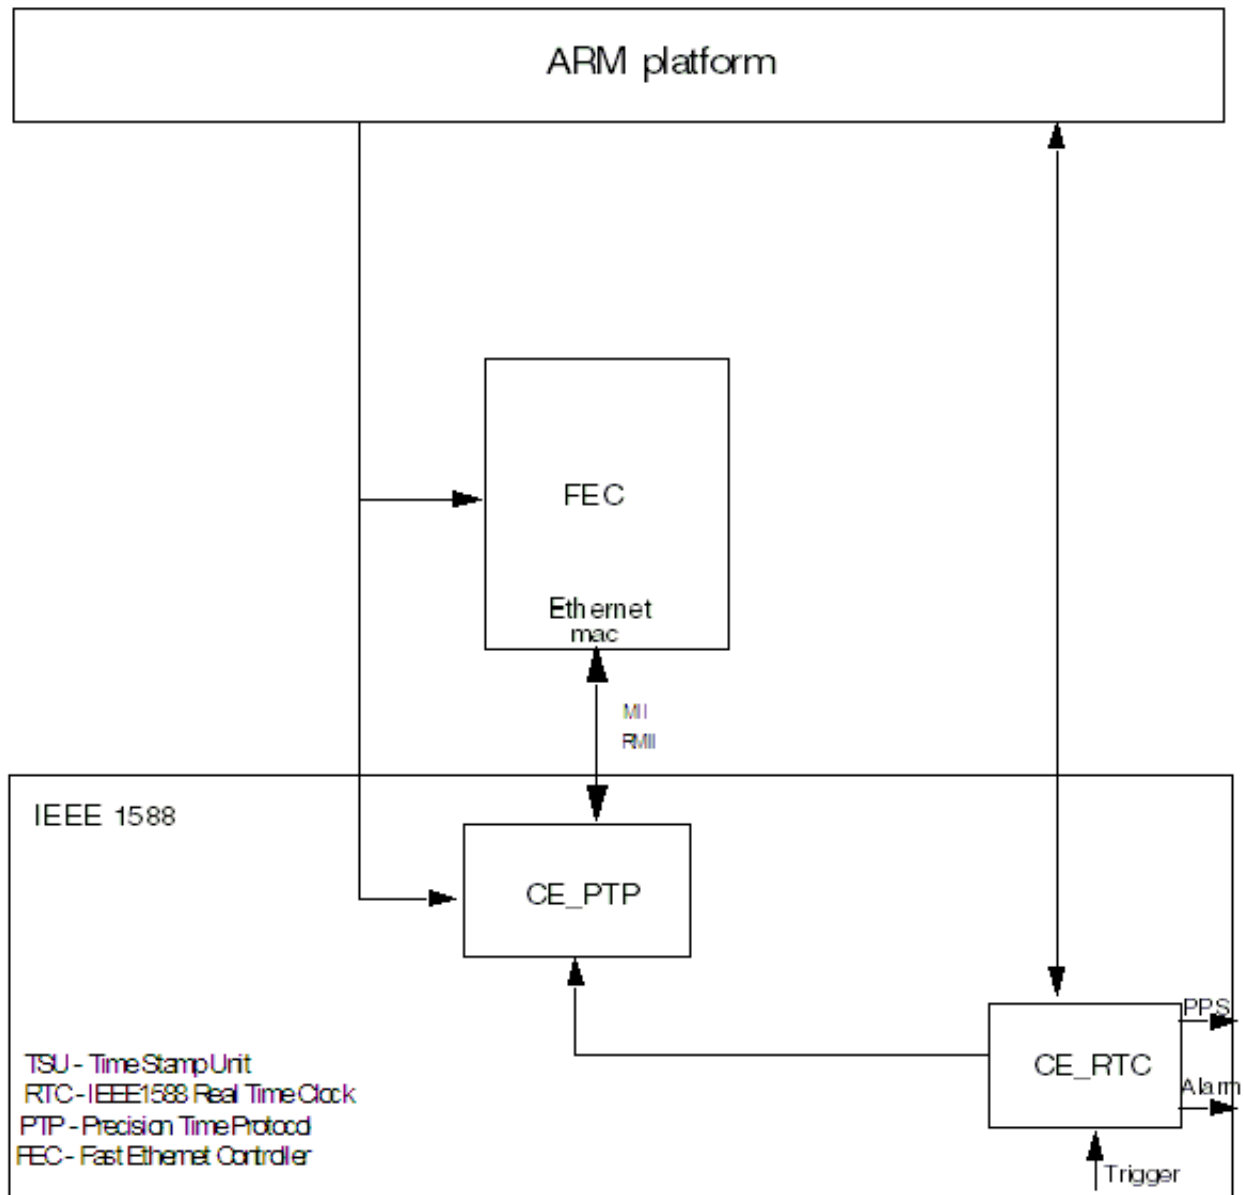 ARM platform
FEC
Ethernet
mac
MII
RMII
IEEE 1588
CE_PTP
PPS
CE_RTC
Alarm
Trigger
TSU - Time Stamp Unit
RTC - IEEE1588 Real Time Clock
PTP - Precision Time Protocol
FEC - Fast Ethernet Controller